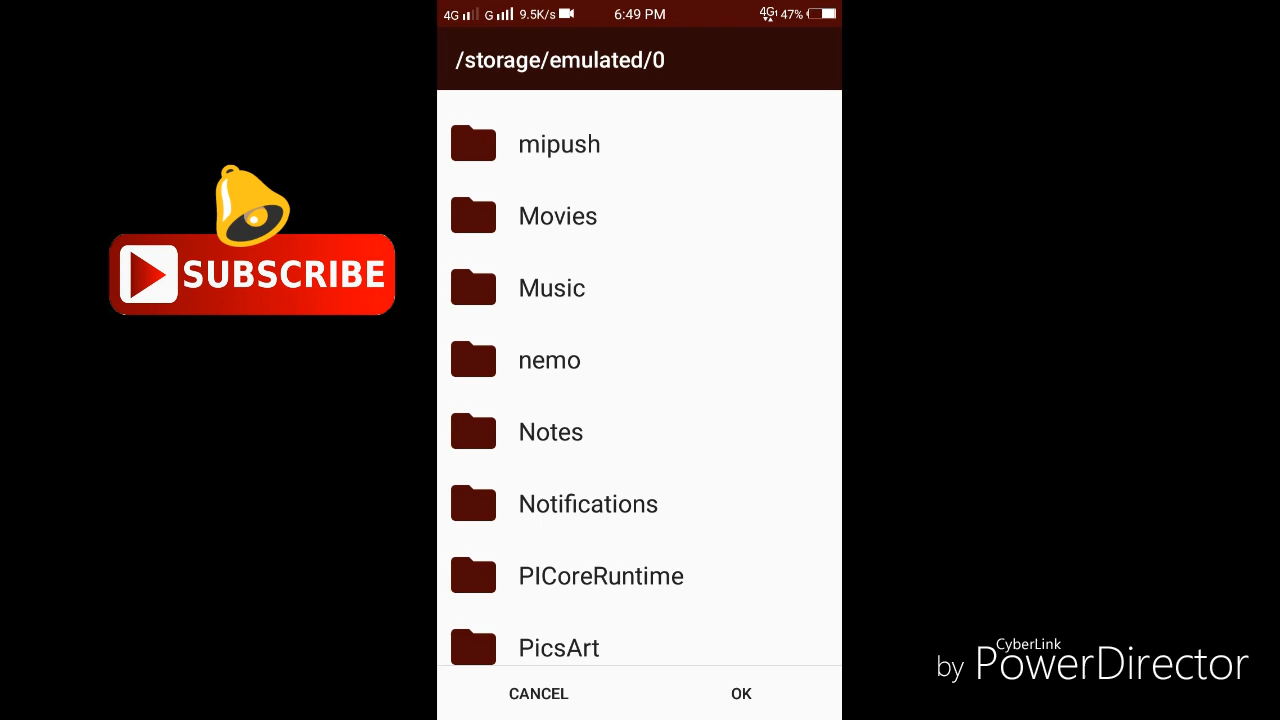 4G G 9.5K/s 6:49 PM 4G 47%
/storage/emulated/0
mipush
Movies
Music
nemo
Notes
Notifications
PICoreRuntime
PicsArt
CANCEL OK
SUBSCRIBE
CyberLink
by PowerDirector